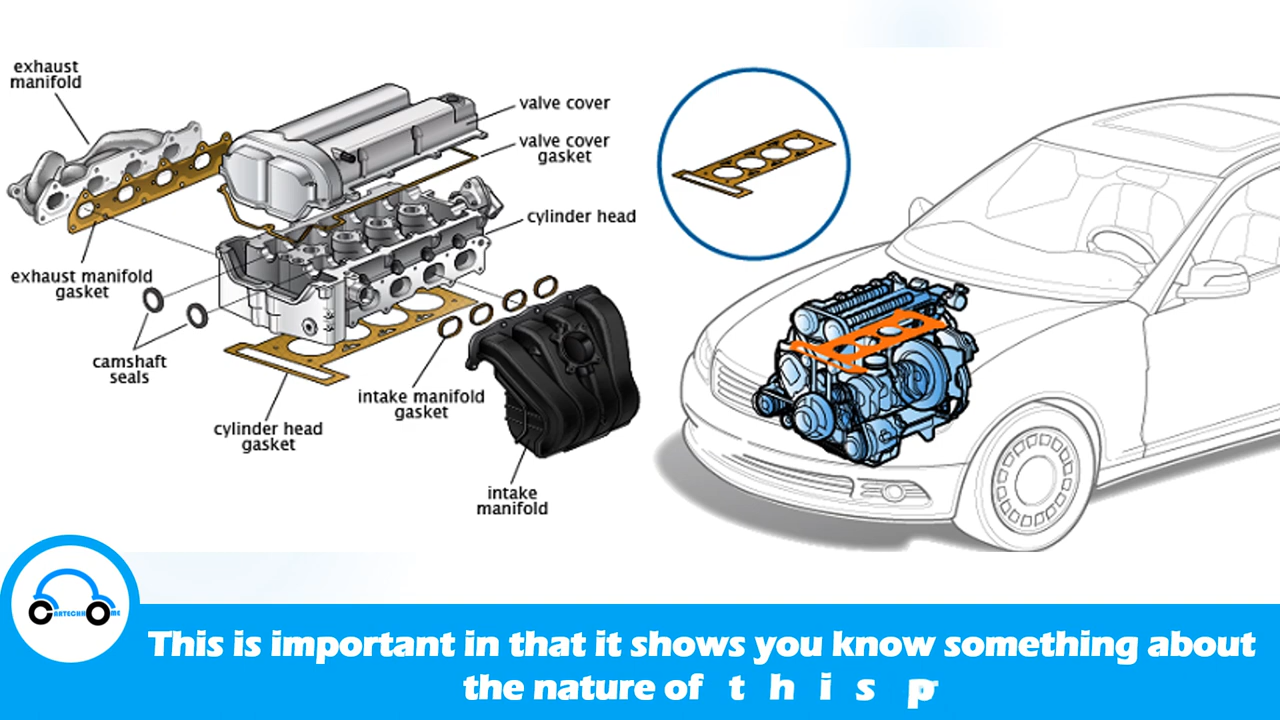 exhaust
manifold
valve cover
valve cover
gasket
cylinder head
exhaust manifold
gasket
camshaft
seals
intake manifold
gasket
cylinder head
gasket
intake
manifold
This is important in that it shows you know something about
the nature of this